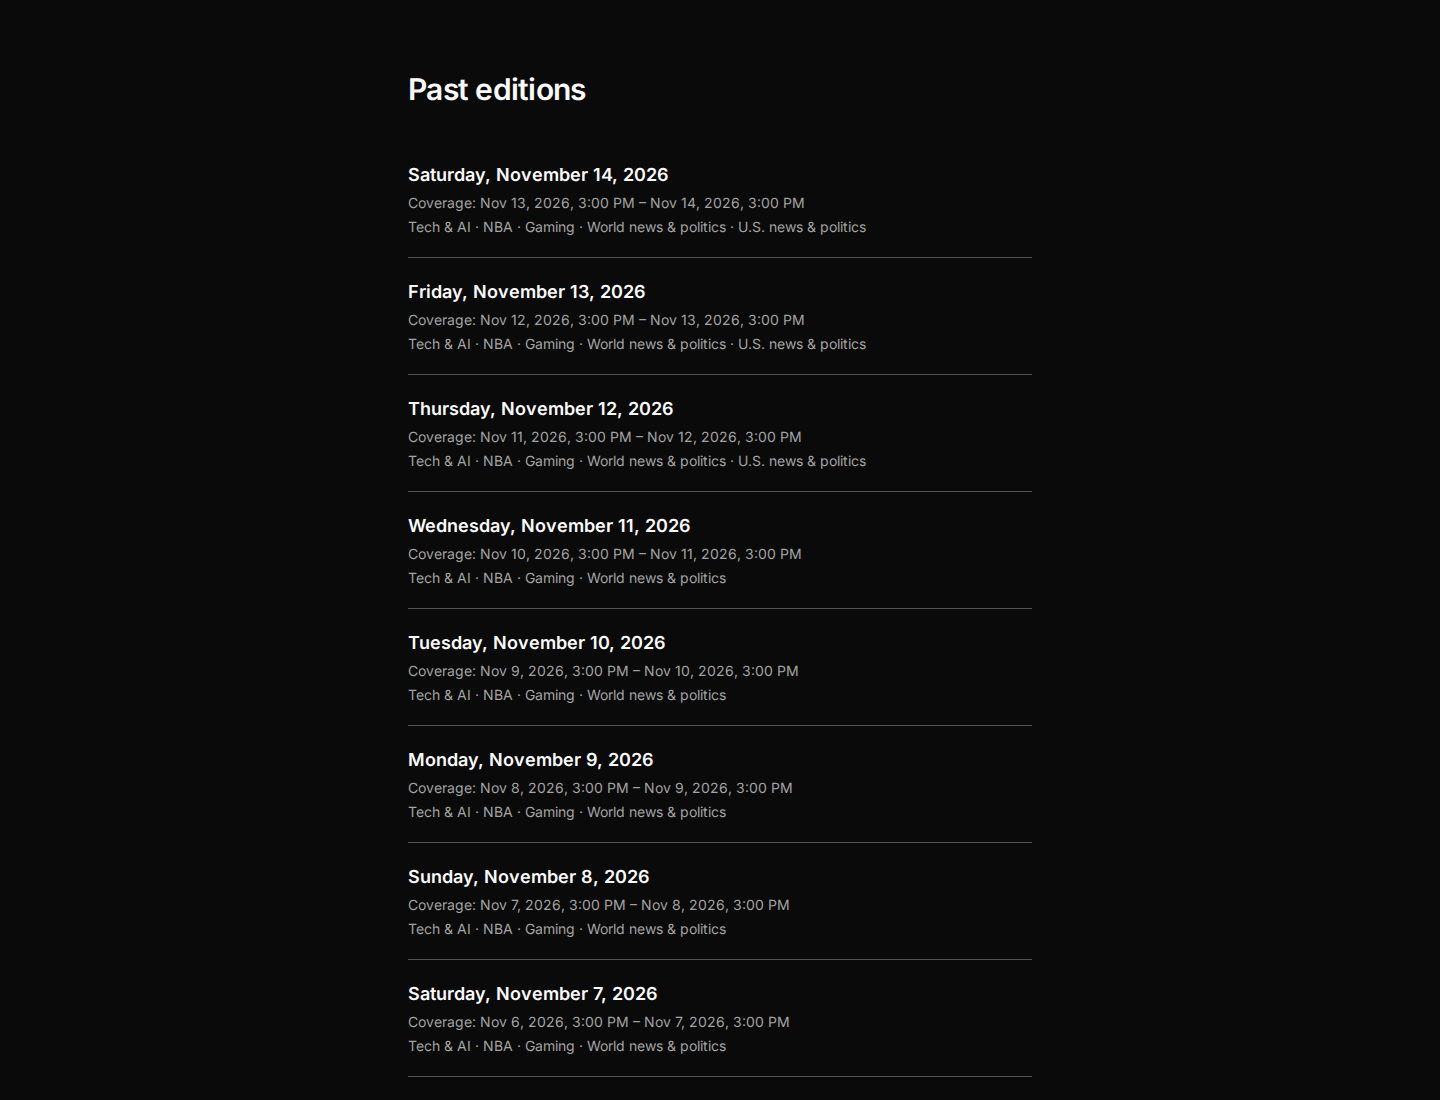 Past editions
Saturday, November 14, 2026
Coverage: Nov 13, 2026, 3:00 PM – Nov 14, 2026, 3:00 PM
Tech & AI · NBA · Gaming · World news & politics · U.S. news & politics
Friday, November 13, 2026
Coverage: Nov 12, 2026, 3:00 PM – Nov 13, 2026, 3:00 PM
Tech & AI · NBA · Gaming · World news & politics · U.S. news & politics
Thursday, November 12, 2026
Coverage: Nov 11, 2026, 3:00 PM – Nov 12, 2026, 3:00 PM
Tech & AI · NBA · Gaming · World news & politics · U.S. news & politics
Wednesday, November 11, 2026
Coverage: Nov 10, 2026, 3:00 PM – Nov 11, 2026, 3:00 PM
Tech & AI · NBA · Gaming · World news & politics
Tuesday, November 10, 2026
Coverage: Nov 9, 2026, 3:00 PM – Nov 10, 2026, 3:00 PM
Tech & AI · NBA · Gaming · World news & politics
Monday, November 9, 2026
Coverage: Nov 8, 2026, 3:00 PM – Nov 9, 2026, 3:00 PM
Tech & AI · NBA · Gaming · World news & politics
Sunday, November 8, 2026
Coverage: Nov 7, 2026, 3:00 PM – Nov 8, 2026, 3:00 PM
Tech & AI · NBA · Gaming · World news & politics
Saturday, November 7, 2026
Coverage: Nov 6, 2026, 3:00 PM – Nov 7, 2026, 3:00 PM
Tech & AI · NBA · Gaming · World news & politics